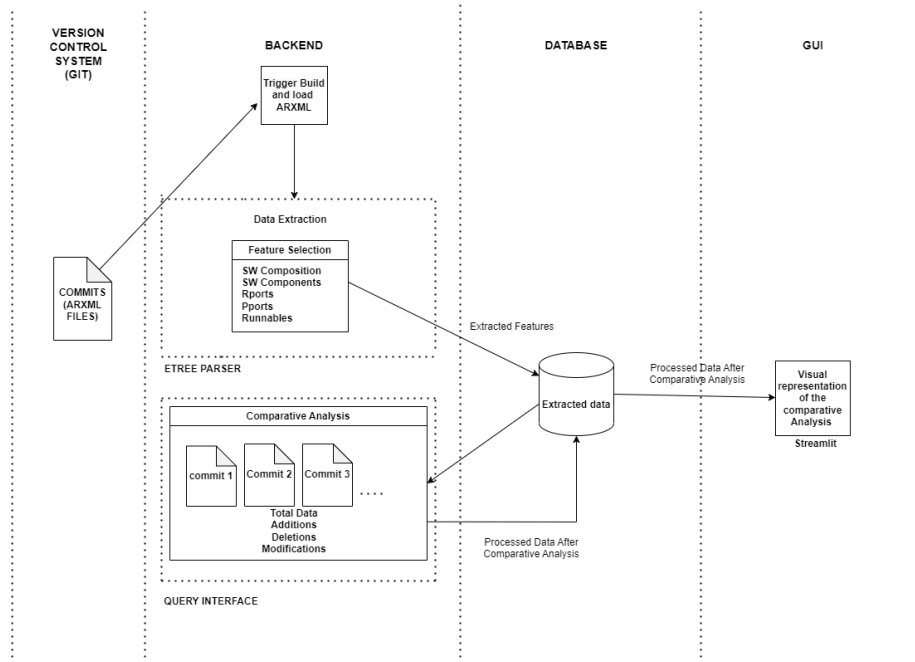 VERSION
CONTROL
SYSTEM
(GIT)
BACKEND
DATABASE
GUI
Trigger Build
and load
ARXML
Data Extraction
Feature Selection
SW Composition
SW Components
Rports
Pports
Runnables
COMMITS
(ARXML
FILES)
Extracted Features
ETREE PARSER
Extracted data
Processed Data After
Comparative Analysis
Visual
representation
of the
comparative
Analysis
Streamlit
Comparative Analysis
commit 1
Commit 2
Commit 3
....
Total Data
Additions
Deletions
Modifications
Processed Data After
Comparative Analysis
QUERY INTERFACE